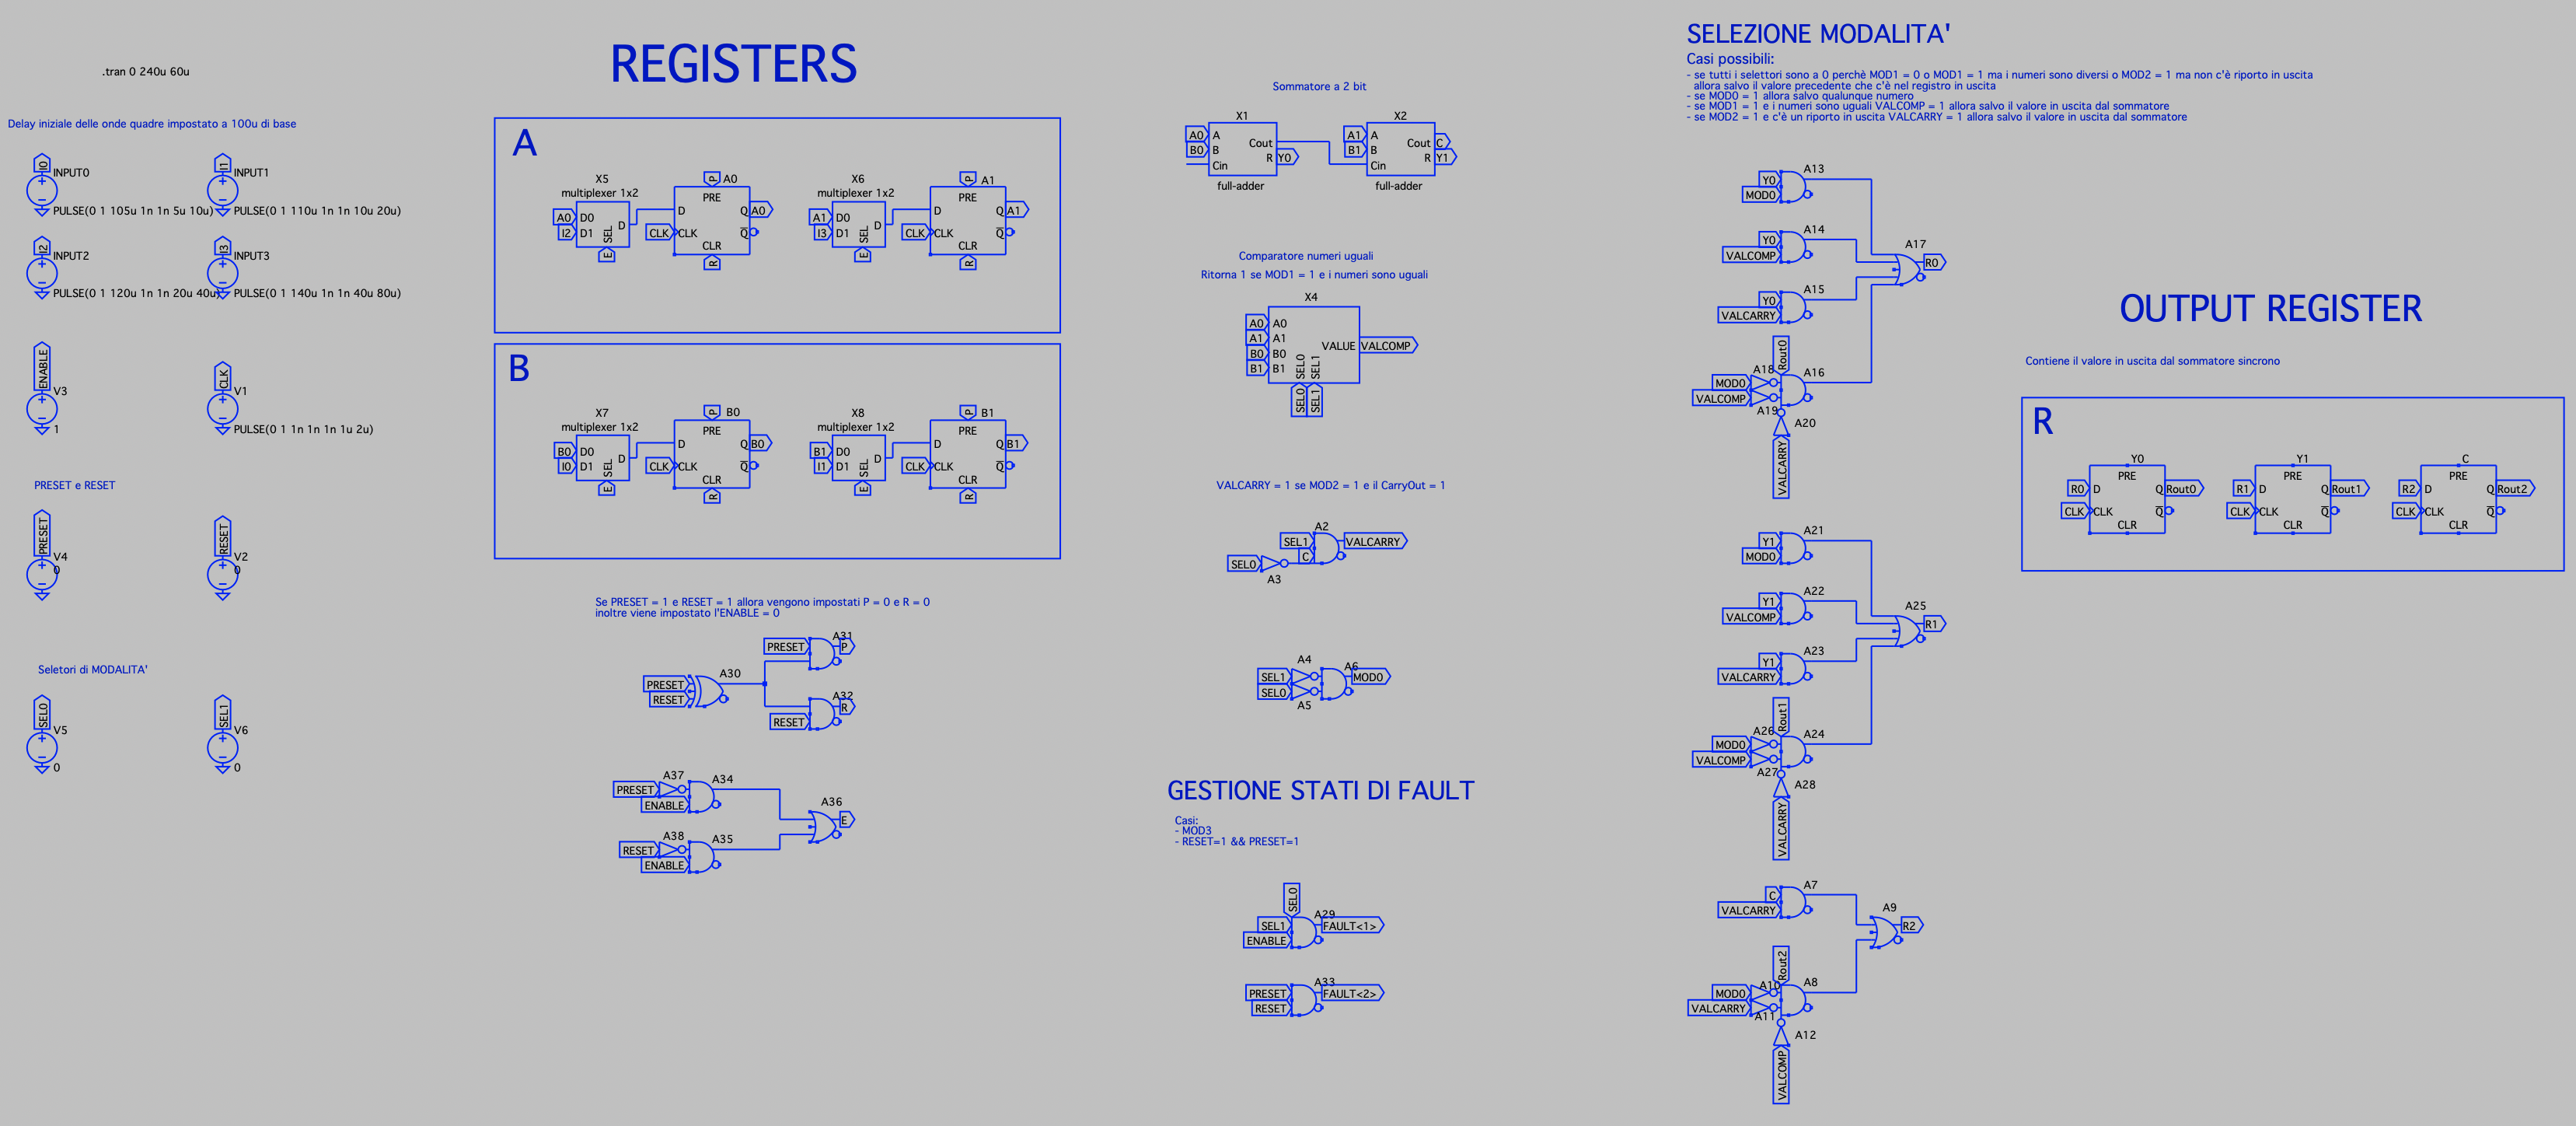 .tran 0 240u 60u
Delay iniziale delle onde quadre impostato a 100u di base
I0
INPUT0
PULSE(0 1 105u 1n 1n 5u 10u)
I1
INPUT1
PULSE(0 1 110u 1n 1n 10u 20u)
I2
INPUT2
PULSE(0 1 120u 1n 1n 20u 40u)
I3
INPUT3
PULSE(0 1 140u 1n 1n 40u 80u)
ENABLE
V3
1
CLK
V1
PULSE(0 1 1n 1n 1n 1u 2u)
PRESET e RESET
PRESET
V4
0
RESET
V2
0
Seletori di MODALITA'
SEL0
V5
0
SEL1
V6
0
REGISTERS
A
X5
multiplexer 1x2
A0 D0
I2 D1
SEL
D
E
P
A0
PRE
D
Q A0
CLK CLK
Q
CLR
R
X6
multiplexer 1x2
A1 D0
I3 D1
SEL
D
E
P
A1
PRE
D
Q A1
CLK CLK
Q
CLR
R
B
X7
multiplexer 1x2
B0 D0
I0 D1
SEL
D
E
P
B0
PRE
D
Q B0
CLK CLK
Q
CLR
R
X8
multiplexer 1x2
B1 D0
I1 D1
SEL
D
E
P
B1
PRE
D
Q B1
CLK CLK
Q
CLR
R
Se PRESET = 1 e RESET = 1 allora vengono impostati P = 0 e R = 0
inoltre viene impostato l'ENABLE = 0
A31
PRESET
P
A30
PRESET
RESET
A32
R
RESET
A37
A34
PRESET
ENABLE
A36
E
A38
A35
RESET
ENABLE
Sommatore a 2 bit
X1
A0 A
B0 B
Cin
Cout
R Y0
full-adder
X2
A1 A
B1 B
Cin
Cout C
R Y1
full-adder
Comparatore numeri uguali
Ritorna 1 se MOD1 = 1 e i numeri sono uguali
X4
A0 A0
A1 A1
B0 B0
B1 B1
SEL0
SEL1
VALUE VALCOMP
SEL0
SEL1
VALCARRY = 1 se MOD2 = 1 e il CarryOut = 1
A2
SEL1
VALCARRY
C
SEL0
A3
A4
A6
SEL1
MOD0
SEL0
A5
GESTIONE STATI DI FAULT
Casi:
- MOD3
- RESET=1 && PRESET=1
SEL0
A29
SEL1
FAULT<1>
ENABLE
A33
PRESET
FAULT<2>
RESET
SELEZIONE MODALITA'
Casi possibili:
- se tutti i selettori sono a 0 perchè MOD1 = 0 o MOD1 = 1 ma i numeri sono diversi o MOD2 = 1 ma non c'è riporto in uscita
allora salvo il valore precedente che c'è nel registro in uscita
- se MOD0 = 1 allora salvo qualunque numero
- se MOD1 = 1 e i numeri sono uguali VALCOMP = 1 allora salvo il valore in uscita dal sommatore
- se MOD2 = 1 e c'è un riporto in uscita VALCARRY = 1 allora salvo il valore in uscita dal sommatore
A13
Y0
MOD0
A14
Y0
VALCOMP
A17
R0
A15
Y0
VALCARRY
Rout0
A18
A16
MOD0
VALCOMP
A19
A20
VALCARRY
A21
Y1
MOD0
A22
Y1
VALCOMP
A25
R1
A23
Y1
VALCARRY
Rout1
A26
A24
MOD0
VALCOMP
A27
A28
VALCARRY
A7
C
VALCARRY
A9
R2
Rout2
A10
A8
MOD0
VALCARRY
A11
A12
VALCOMP
OUTPUT REGISTER
Contiene il valore in uscita dal sommatore sincrono
R
Y0
PRE
R0 D
Q Rout0
CLK CLK
Q
CLR
Y1
PRE
R1 D
Q Rout1
CLK CLK
Q
CLR
C
PRE
R2 D
Q Rout2
CLK CLK
Q
CLR